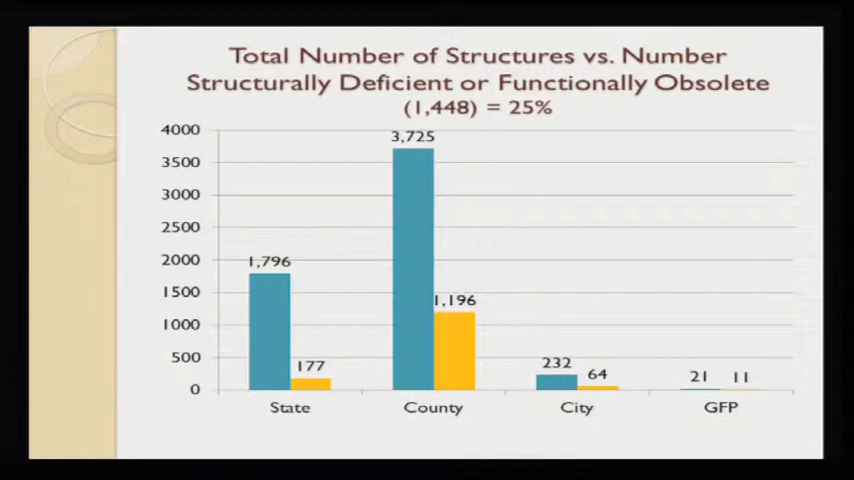 Total Number of Structures vs. Number
Structurally Deficient or Functionally Obsolete
(1,448) = 25%
4000
3,725
3500
3000
2500
2000
1,796
1500
1,196
1000
500
232
64
177
21
11
0
State
County
City
GFP